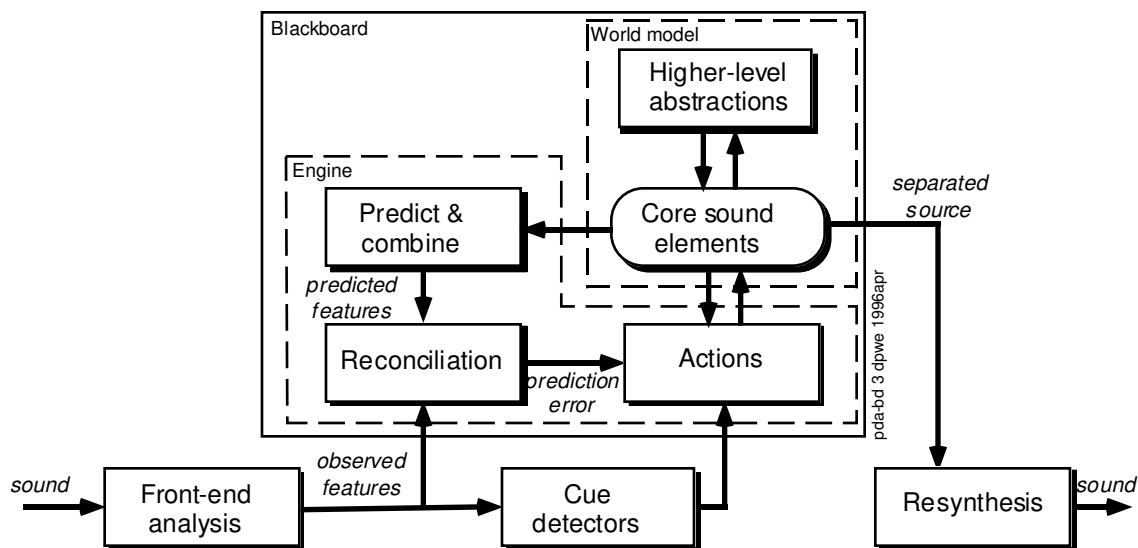 Blackboard
World model
Higher-level
abstractions
Engine
Predict &
combine
Core sound
elements
separated
source
predicted
features
Reconciliation
prediction
error
Actions
pda-bd 3 dpwe 1996apr
sound
Front-end
analysis
observed
features
Cue
detectors
Resynthesis
sound